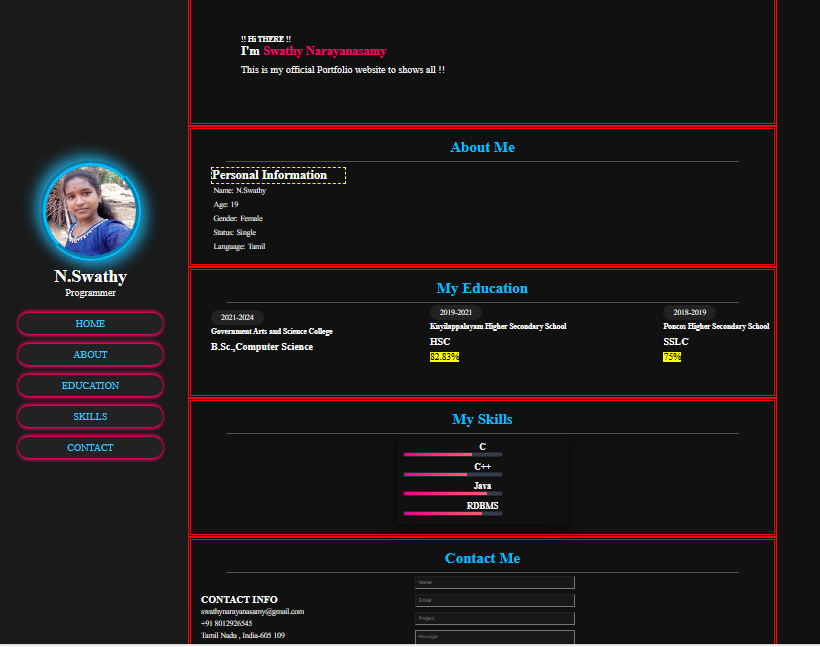 !! Hi THERE !!
I'm Swathy Narayanasamy
This is my official Portfolio website to shows all !!
N.Swathy
Programmer
HOME
ABOUT
EDUCATION
SKILLS
CONTACT
About Me
Personal Information
Name: N.Swathy
Age: 19
Gender: Female
Status: Single
Language: Tamil
My Education
2021-2024
Government Arts and Science College
B.Sc.,Computer Science
2019-2021
Kuyilappalayam Higher Secondary School
HSC
82.83%
2018-2019
Poncos Higher Secondary School
SSLC
75%
My Skills
C
C++
Java
RDBMS
Contact Me
CONTACT INFO
swathynarayanasamy@gmail.com
+91 8012926545
Tamil Nadu , India-605 109
Name
Email
Project
Message